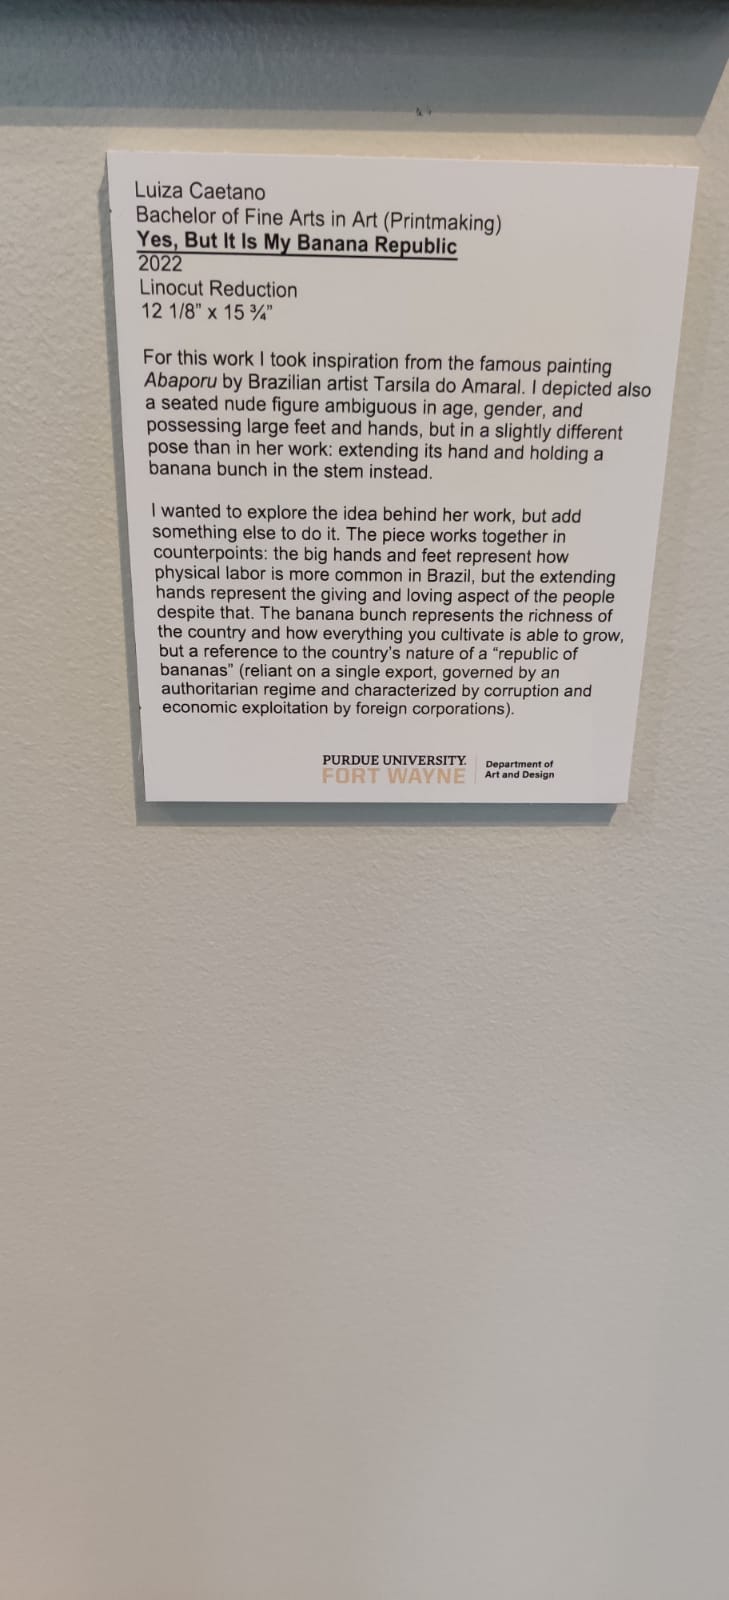 Luiza Caetano
Bachelor of Fine Arts in Art (Printmaking)
Yes, But It Is My Banana Republic
2022
Linocut Reduction
12 1/8" x 15 ¾"
For this work I took inspiration from the famous painting
Abaporu by Brazilian artist Tarsila do Amaral. I depicted also
a seated nude figure ambiguous in age, gender, and
possessing large feet and hands, but in a slightly different
pose than in her work: extending its hand and holding a
banana bunch in the stem instead.
I wanted to explore the idea behind her work, but add
something else to do it. The piece works together in
counterpoints: the big hands and feet represent how
physical labor is more common in Brazil, but the extending
hands represent the giving and loving aspect of the people
despite that. The banana bunch represents the richness of
the country and how everything you cultivate is able to grow,
but a reference to the country's nature of a “republic of
bananas” (reliant on a single export, governed by an
authoritarian regime and characterized by corruption and
economic exploitation by foreign corporations).
PURDUE UNIVERSITY.
FORT WAYNE
Department of
Art and Design